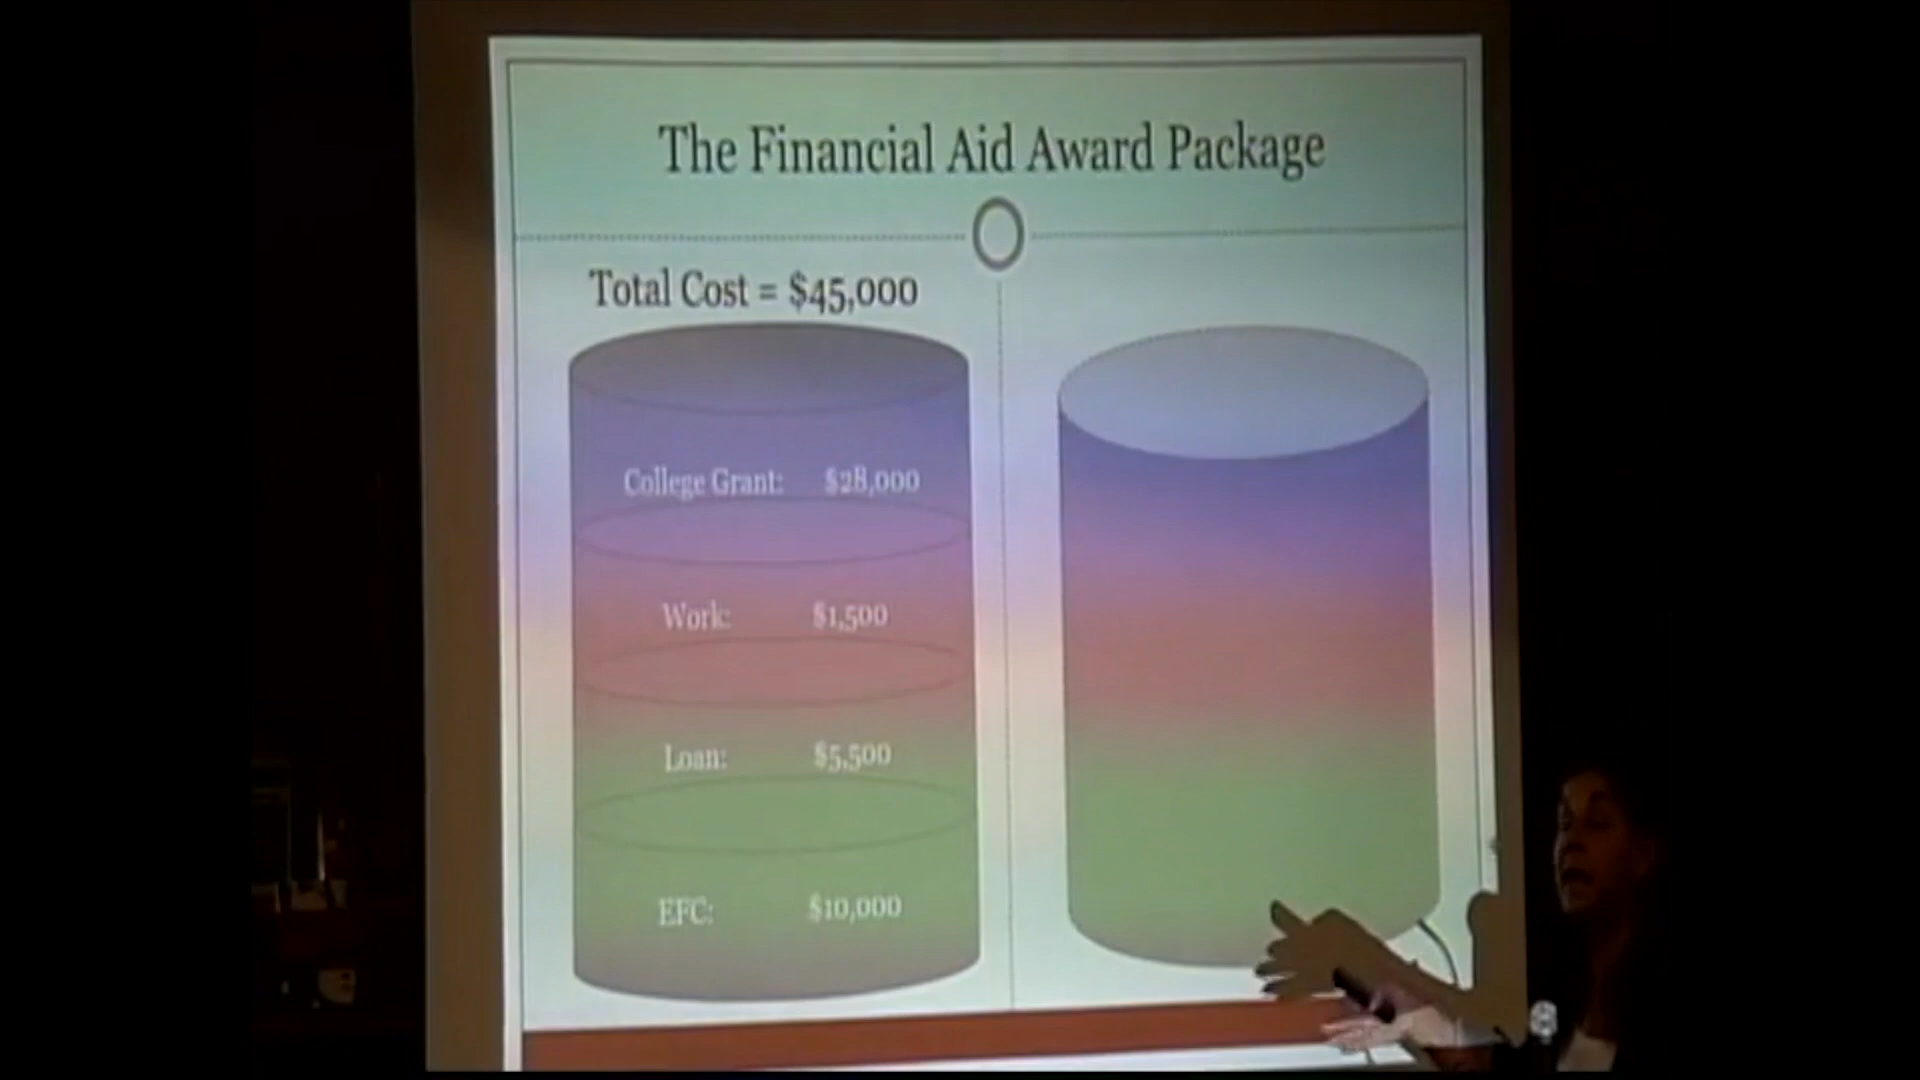 The Financial Aid Award Package
Total Cost = $45,000
College Grant: $28,000
Work: $1,500
Loan: $5,500
EFC: $10,000